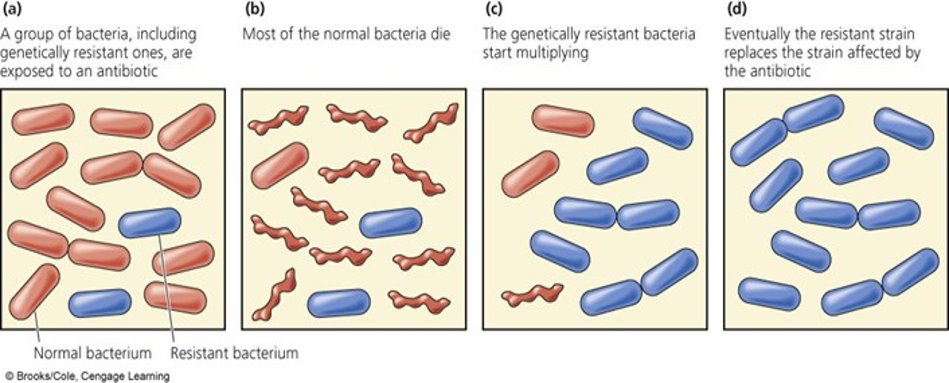 (a)
A group of bacteria, including
genetically resistant ones, are
exposed to an antibiotic
(b)
Most of the normal bacteria die
(c)
The genetically resistant bacteria
start multiplying
(d)
Eventually the resistant strain
replaces the strain affected by
the antibiotic
Normal bacterium
Resistant bacterium
© Brooks/Cole, Cengage Learning